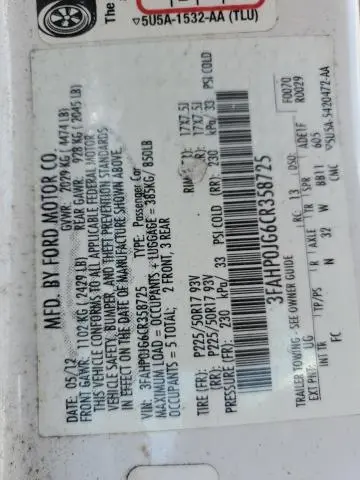 The
5U5A-1532-AA (TLU)
MFD. BY FORD MOTOR CO.
05/12 GVWR: 2029 KG ( 4474 LB)
FRONT GAWR: 1102 KG ( 2429 LB) REAR GAWR: 928 KG ( 2045 LB)
THIS VEHICLE CONFORMS TO ALL APPLICABLE FEDERAL MOTOR
VEHICLE SAFETY, BUMPER, AND THEFT PREVENTION STANDARDS
IN EFFECT ON THE DATE OF MANUFACTURE SHOWN ABOVE.
VIN: 3FAHP0JG6CR358725 TYPE: Passenger Car
MAXIMUM LOAD = OCCUPANTS + LUGGAGE = 385KG/ 850LB
OCCUPANTS = 5 TOTAL; 2 FRONT, 3 REAR
TIRE (FR): P225/50R17 93V 17X7.5J
(RR): P225/50R17 93V 17X7.5J
PRESSURE (FR): 230 kPa/ 33 PSI COLD (RR): 230 kPa/ 33 PSI COLD
3FAHP0JG6CR358725
TRAILER TOWING - SEE OWNER GUIDE
F0070
R0029
EXT PNT: UG RC: 13 DSO:
INT TR TP/PS R AXLE TR SPR
FC N 32 W BB11
5U5A-5420472-AA